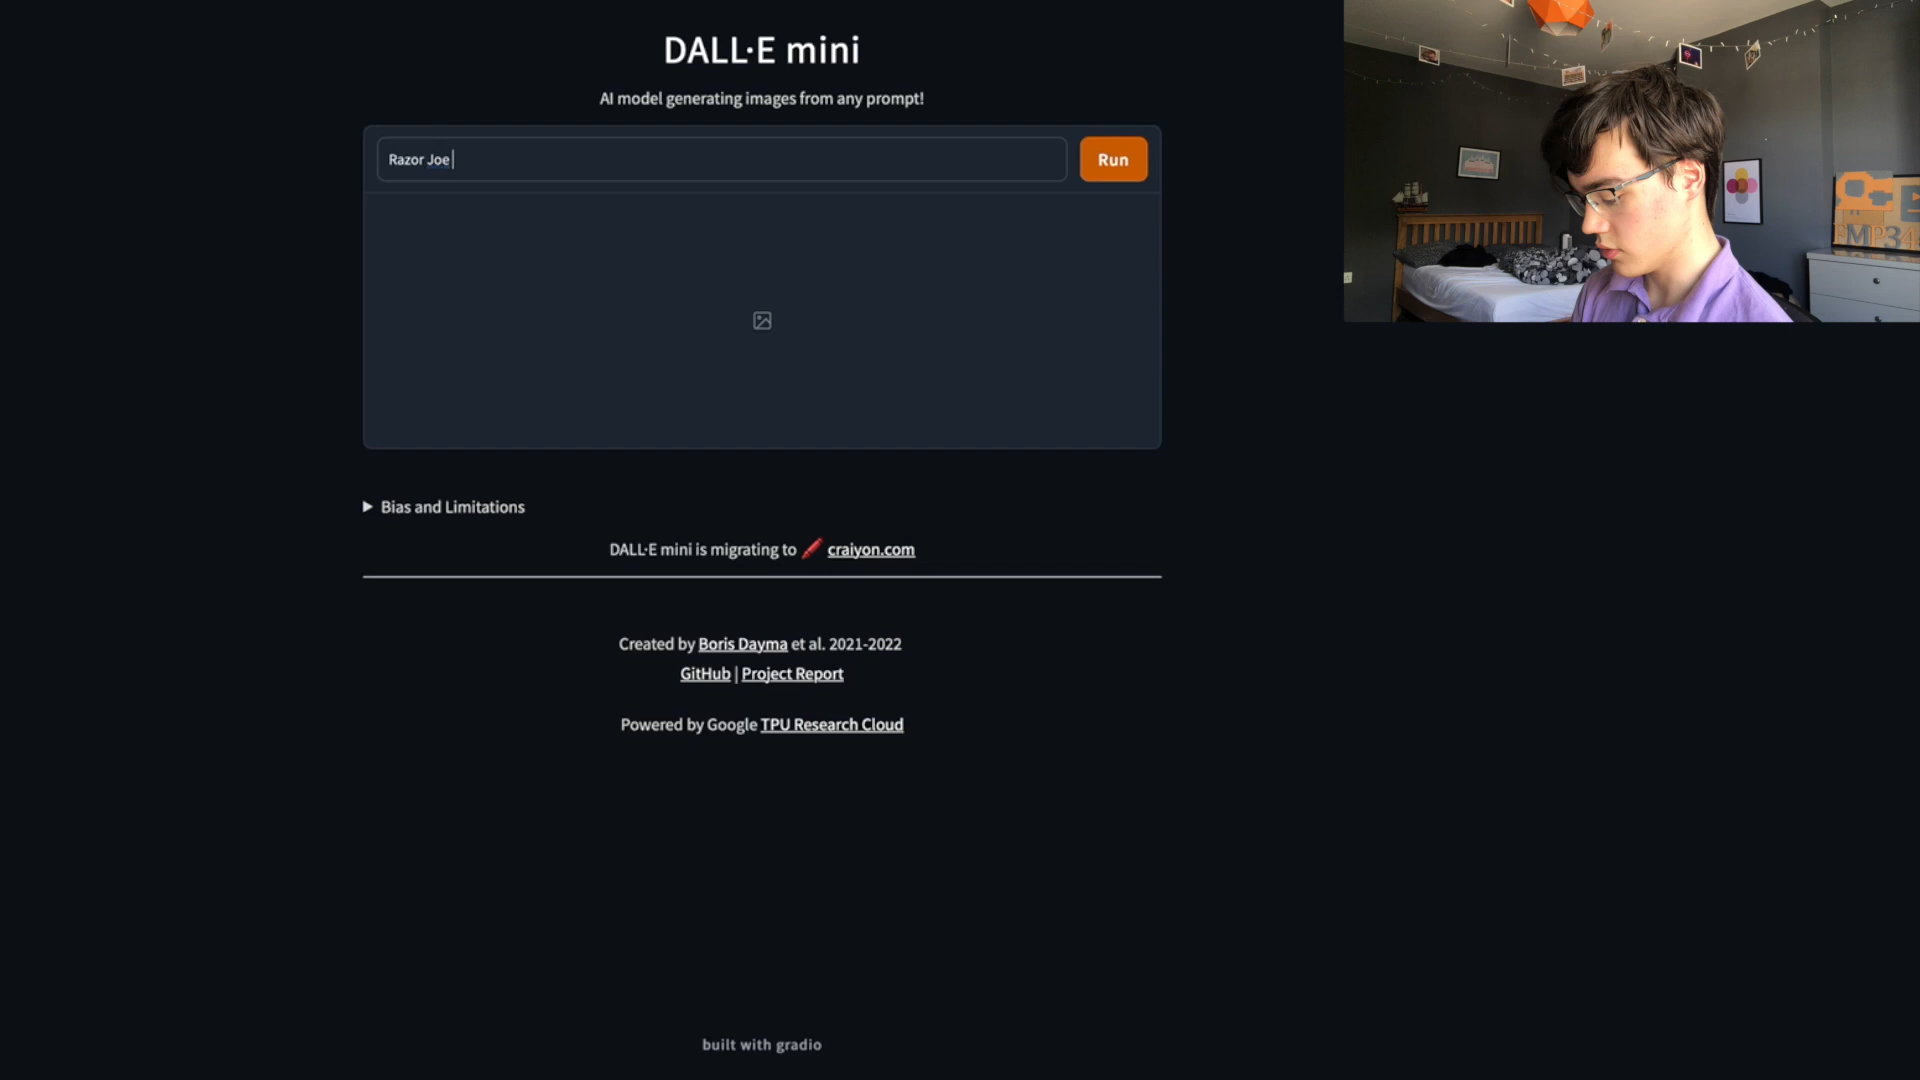 DALL·E mini
AI model generating images from any prompt!
Razor Joe
Run
Bias and Limitations
DALL·E mini is migrating to 🖍️ craiyon.com
Created by Boris Dayma et al. 2021-2022
GitHub | Project Report
Powered by Google TPU Research Cloud
built with gradio
MP34